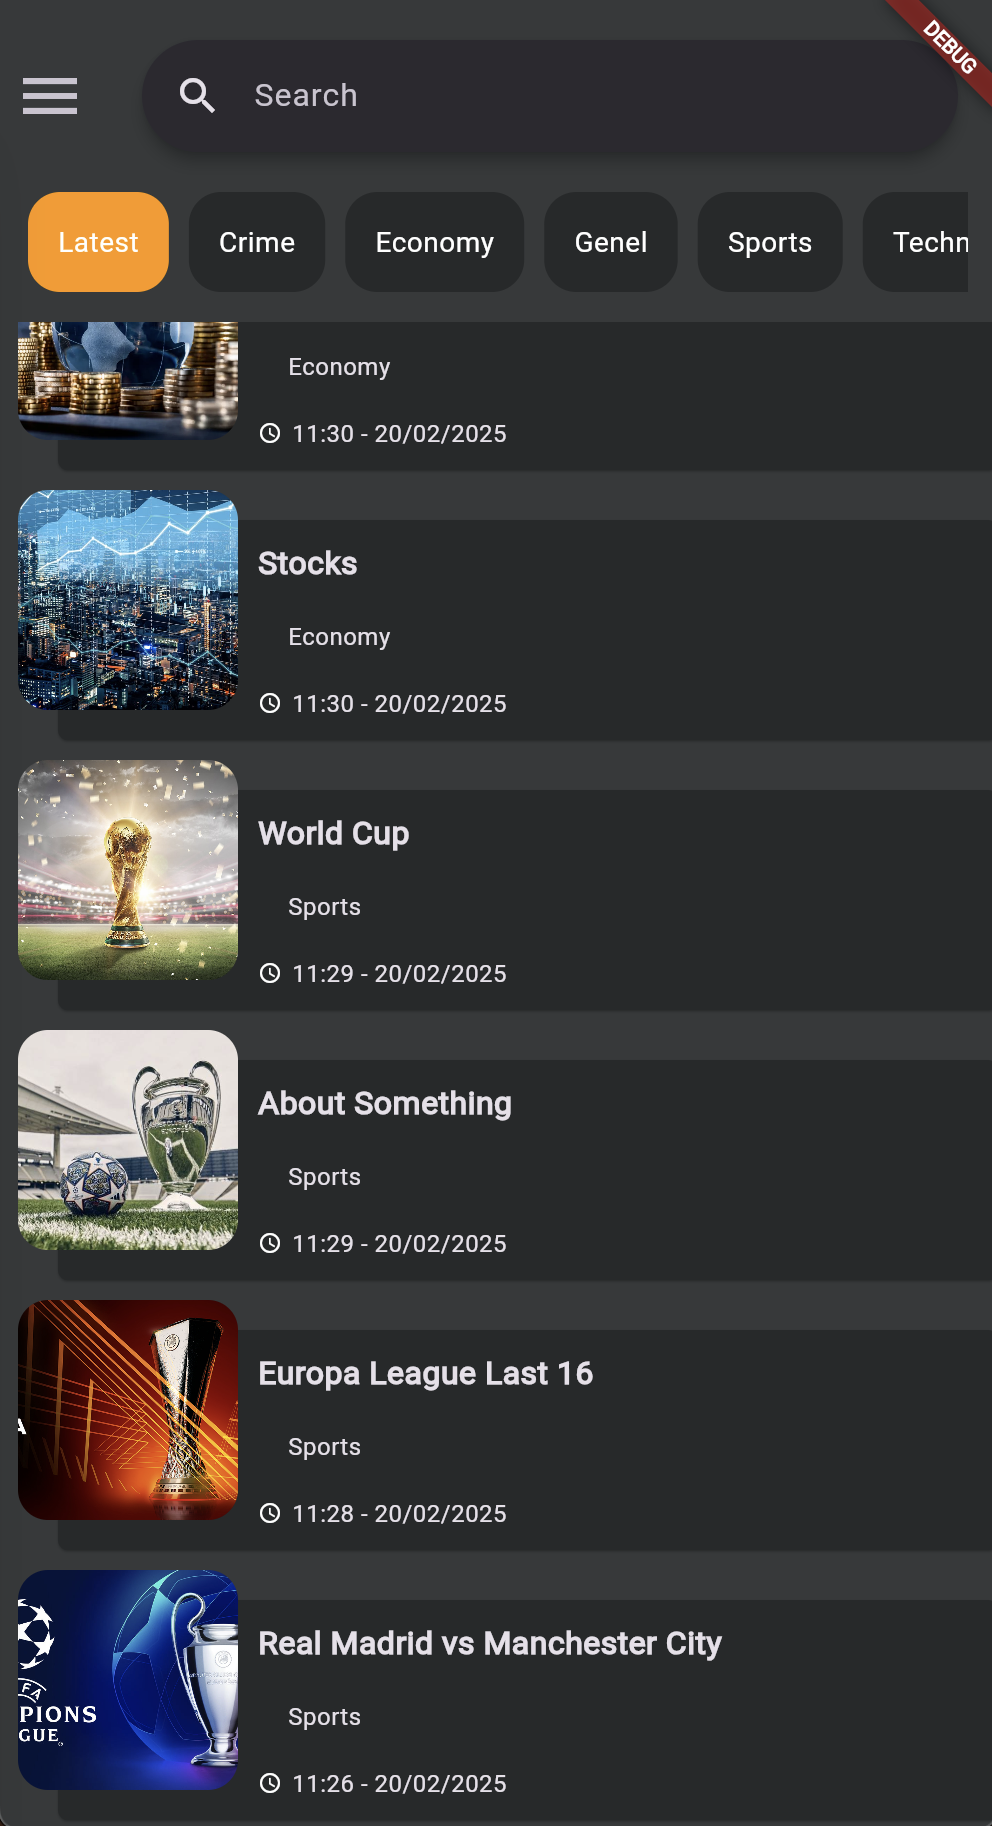 DEBUG
Search
Latest
Crime
Economy
Genel
Sports
Techn
Economy
11:30 - 20/02/2025
Stocks
Economy
11:30 - 20/02/2025
World Cup
Sports
11:29 - 20/02/2025
About Something
Sports
11:29 - 20/02/2025
A
Europa League Last 16
Sports
11:28 - 20/02/2025
Real Madrid vs Manchester City
FA
PIONS
GUE
Sports
11:26 - 20/02/2025